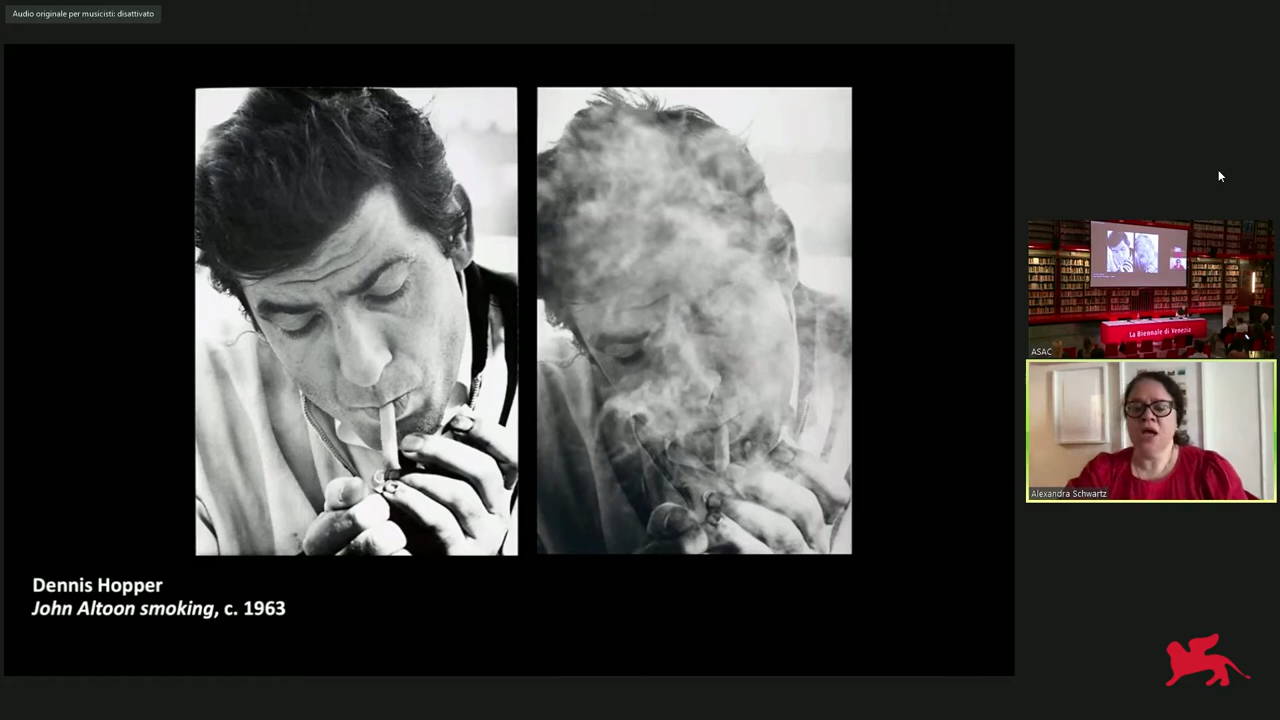 Audio originale per musicisti: disattivato
La Biennale di Venezia
ASAC
Alexandra Schwartz
Dennis Hopper
John Altoon smoking, c. 1963